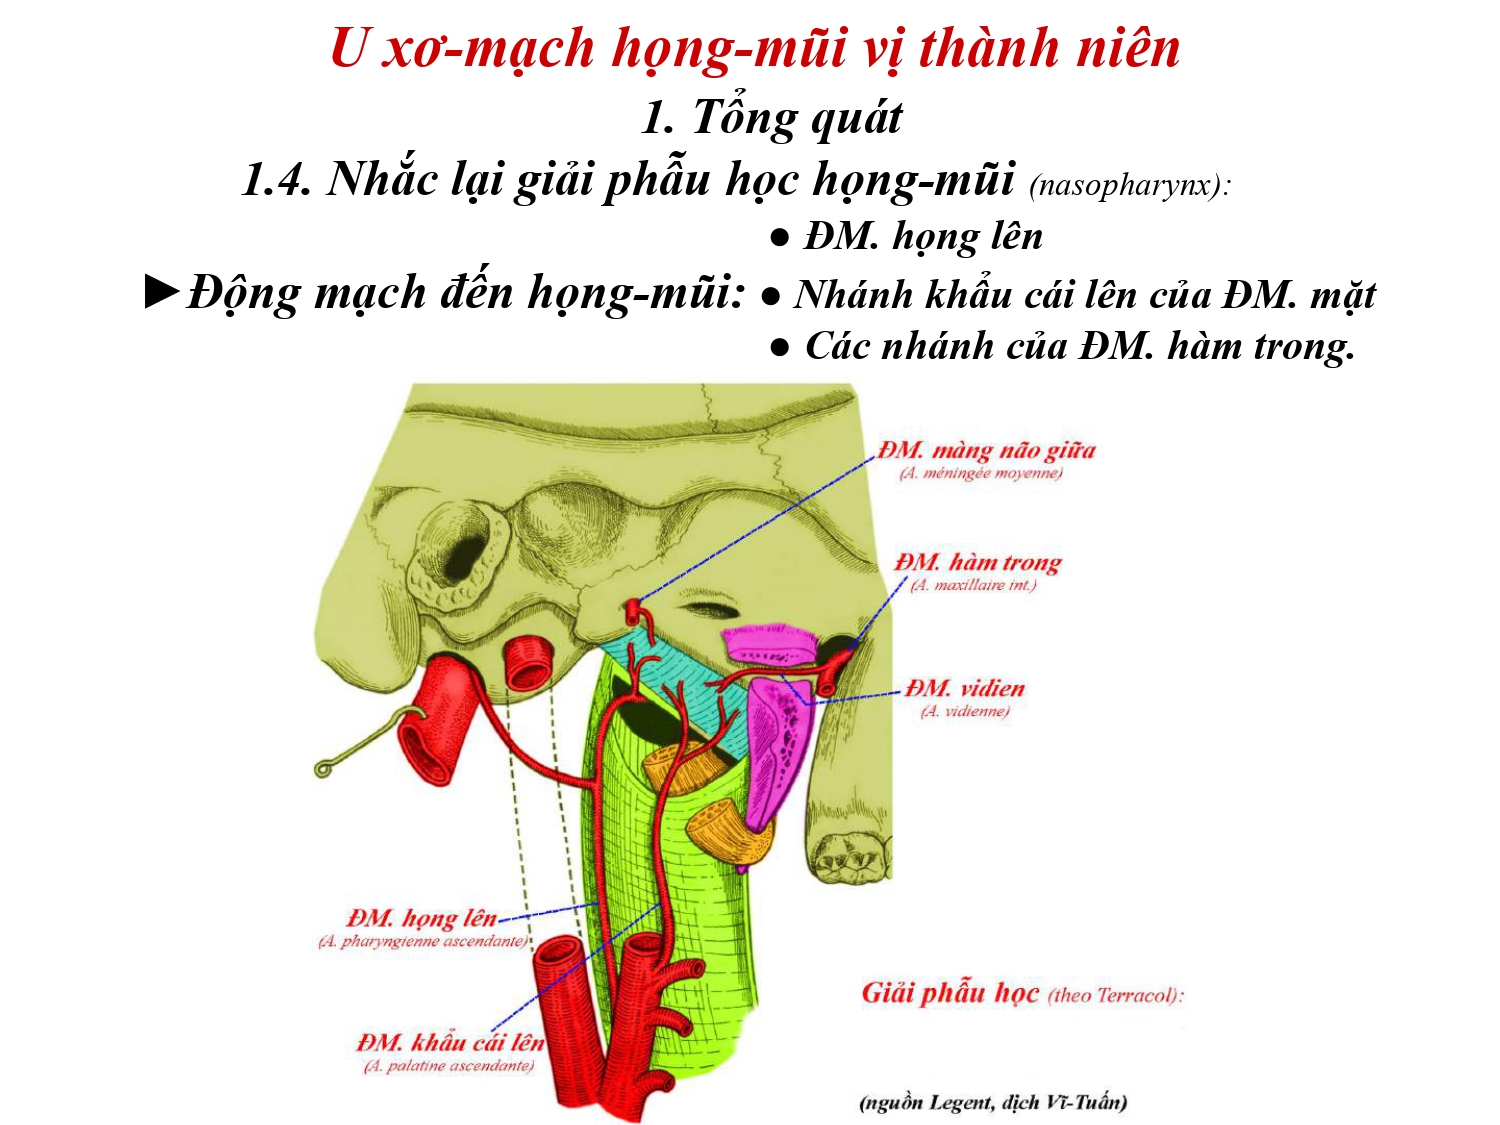 U xơ-mạch họng-mũi vị thành niên
1. Tổng quát
1.4. Nhắc lại giải phẫu học họng-mũi (nasopharynx):
● ĐM. họng lên
►Động mạch đến họng-mũi: ● Nhánh khẩu cái lên của ĐM. mặt
● Các nhánh của ĐM. hàm trong.
ĐM. màng não giữa
(A. méningée moyenne)
ĐM. hàm trong
(A. maxillaire int.)
ĐM. vidien
(A. vidienne)
ĐM. họng lên
(A. pharyngienne ascendante)
ĐM. khẩu cái lên
(A. palatine ascendante)
Giải phẫu học (theo Terracol):
(nguồn Legent, dịch Vĩ-Tuấn)